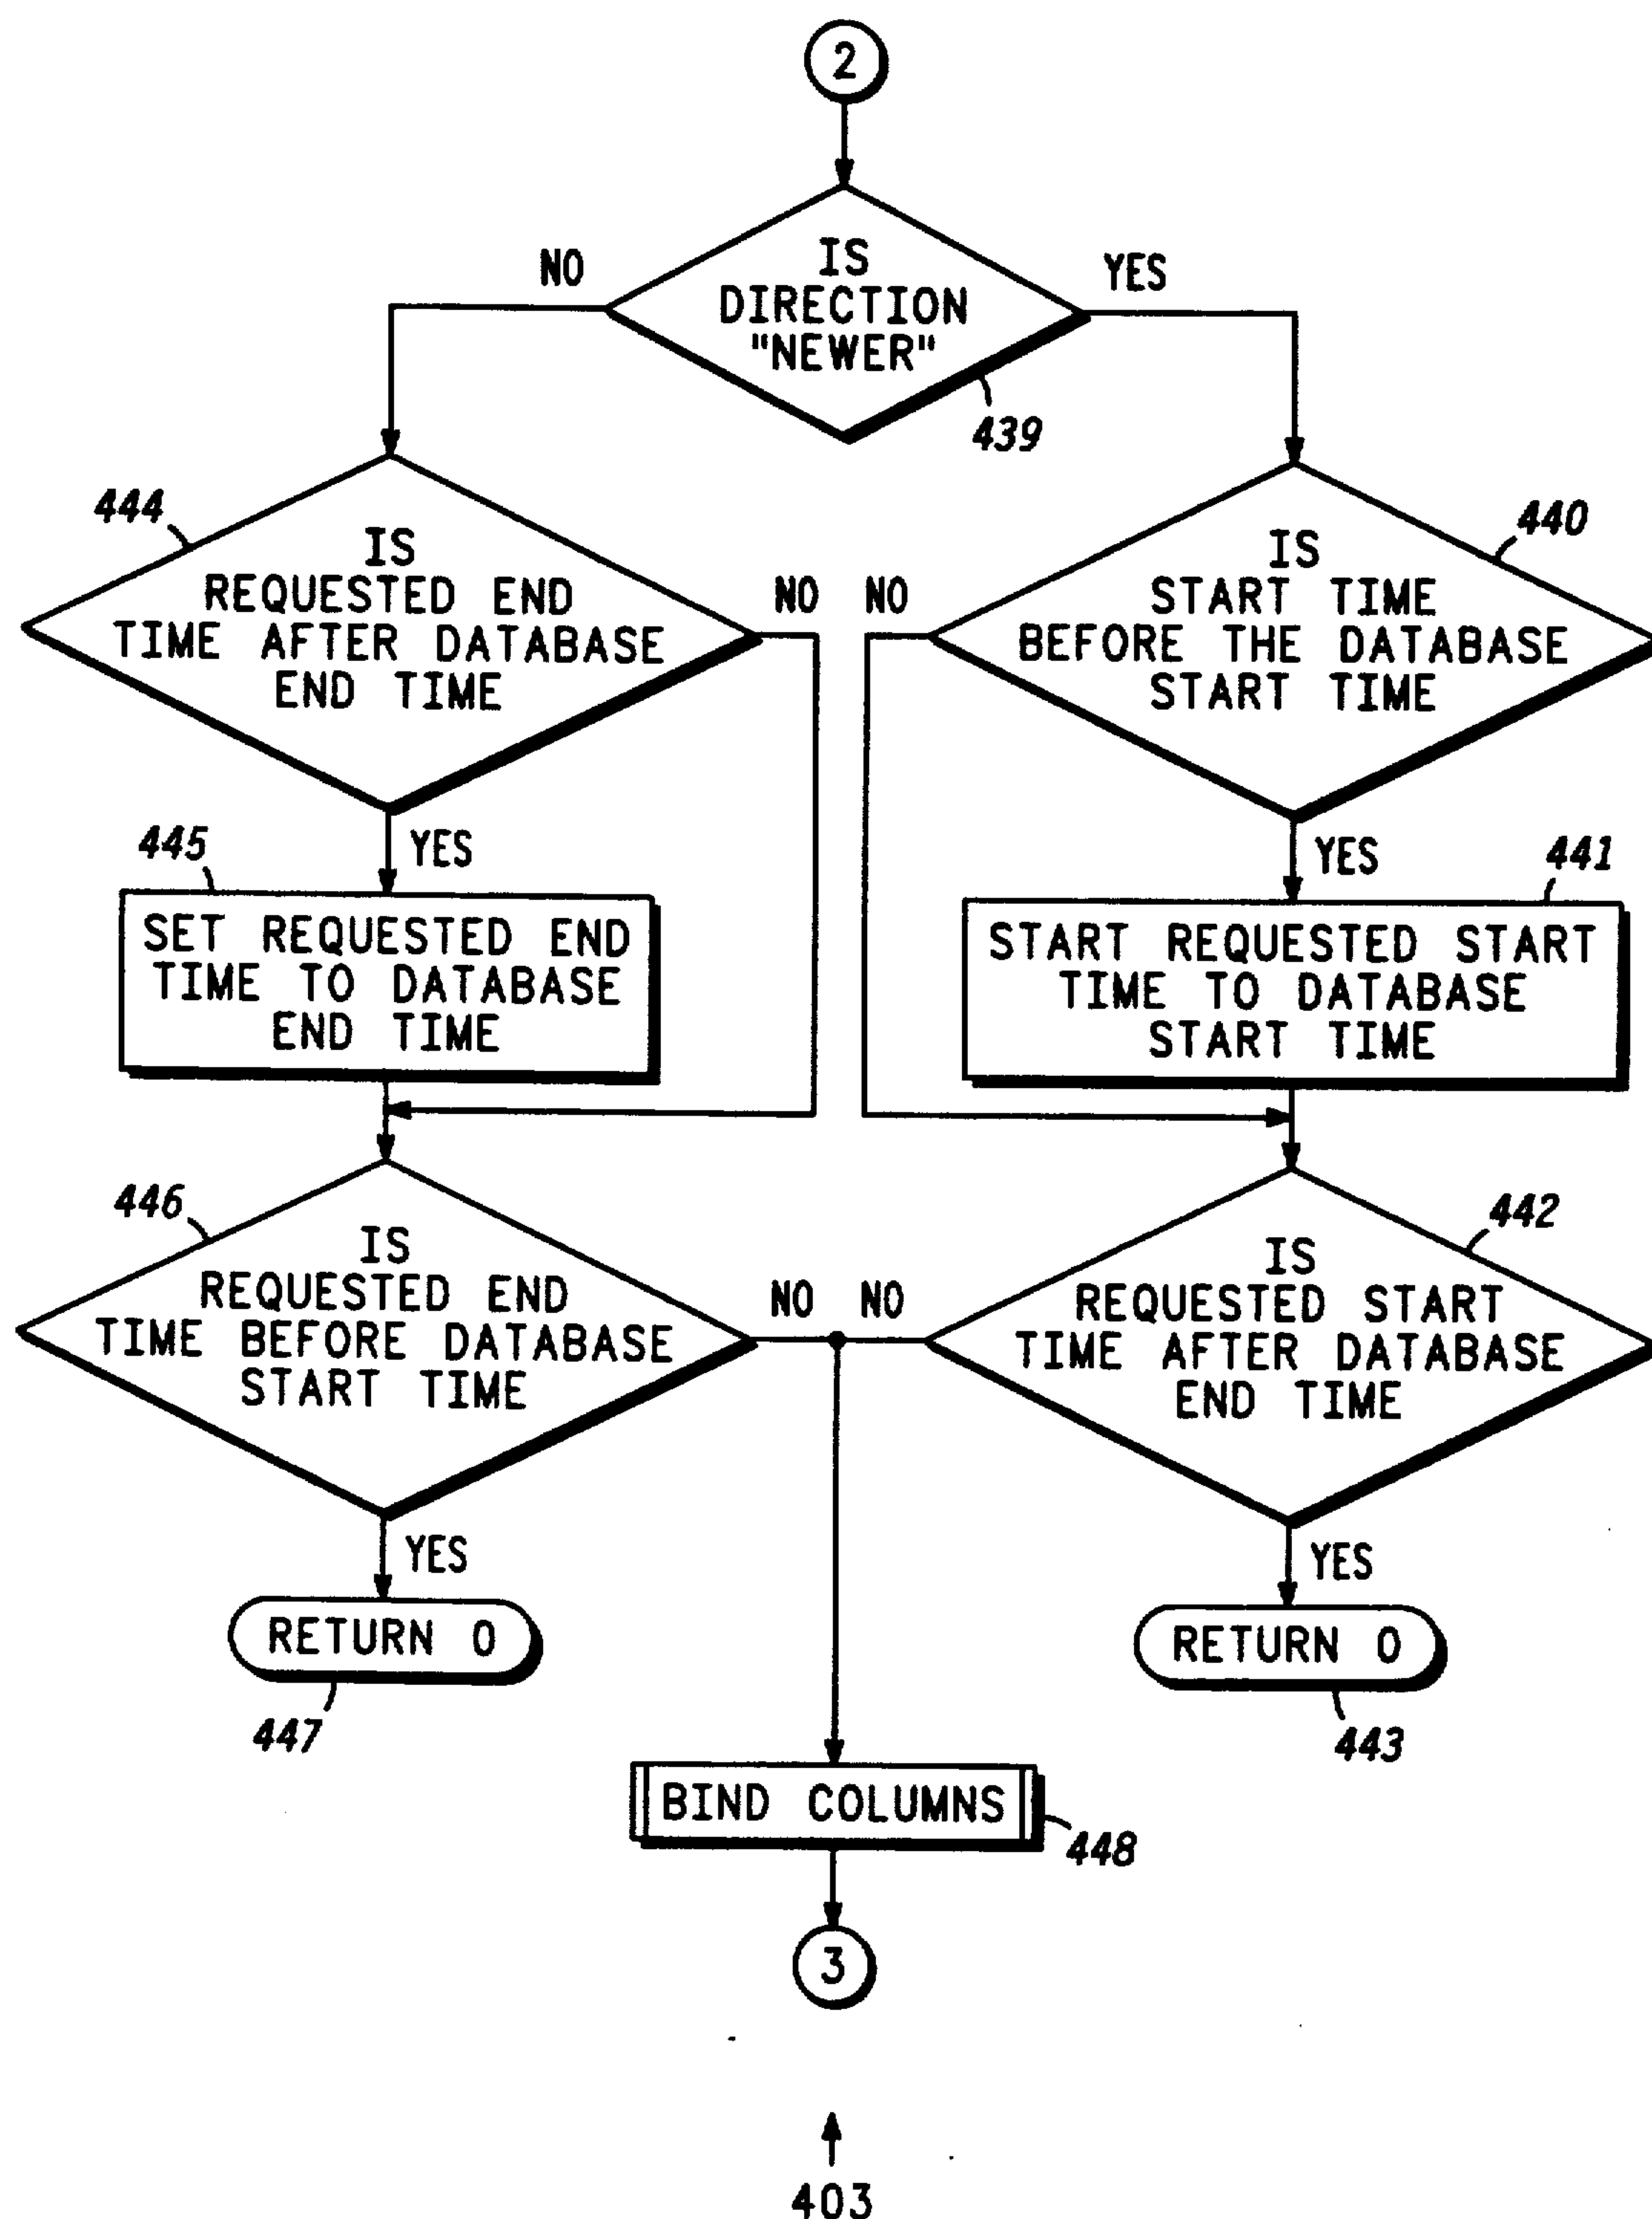 2
IS
DIRECTION
"NEWER"
NO
YES
439
444
IS
REQUESTED END
TIME AFTER DATABASE
END TIME
NO
YES
440
IS
START TIME
BEFORE THE DATABASE
START TIME
NO
YES
445
SET REQUESTED END
TIME TO DATABASE
END TIME
441
START REQUESTED START
TIME TO DATABASE
START TIME
446
IS
REQUESTED END
TIME BEFORE DATABASE
START TIME
NO
YES
442
IS
REQUESTED START
TIME AFTER DATABASE
END TIME
NO
YES
RETURN 0
447
RETURN 0
443
BIND COLUMNS
448
3
403